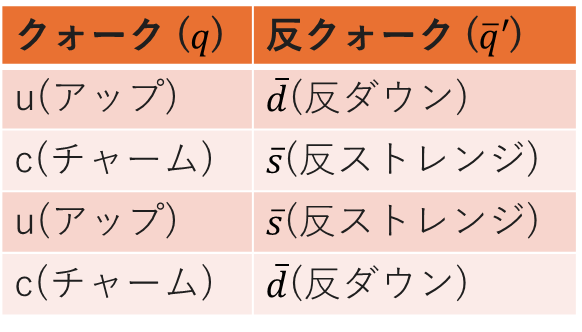 クォーク (q) 反クォーク (q̄′)
u(アップ) d̄(反ダウン)
c(チャーム) s̄(反ストレンジ)
u(アップ) s̄(反ストレンジ)
c(チャーム) d̄(反ダウン)